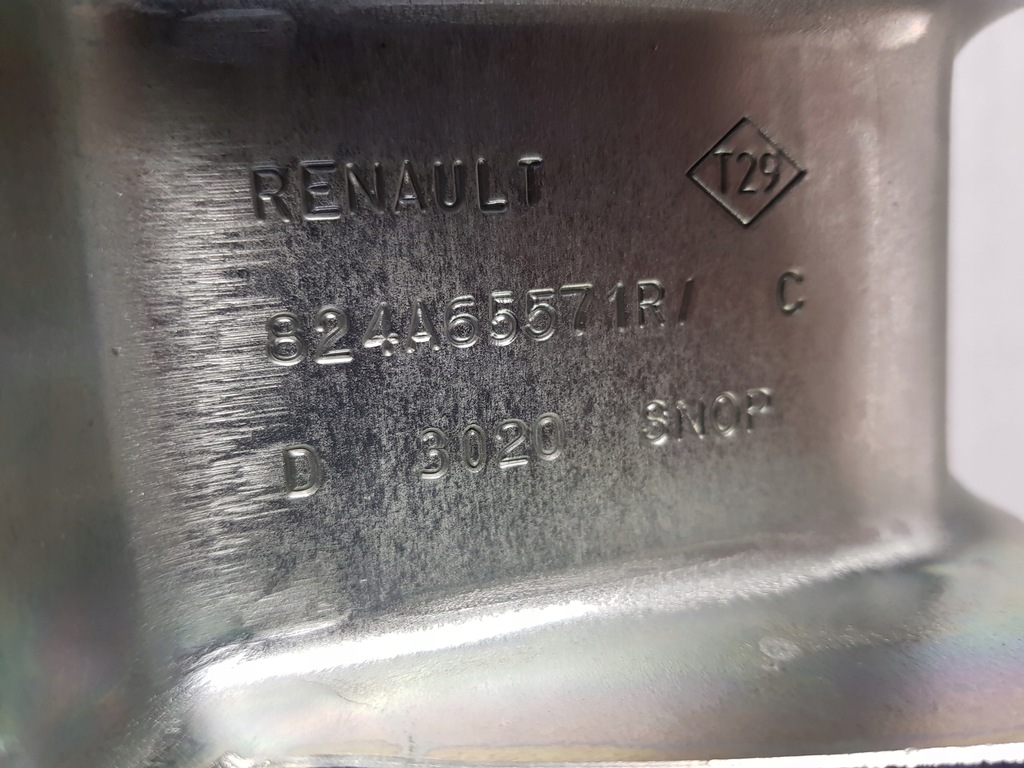 RENAULT T29
824A65571R/ C
D 3020 SNOP